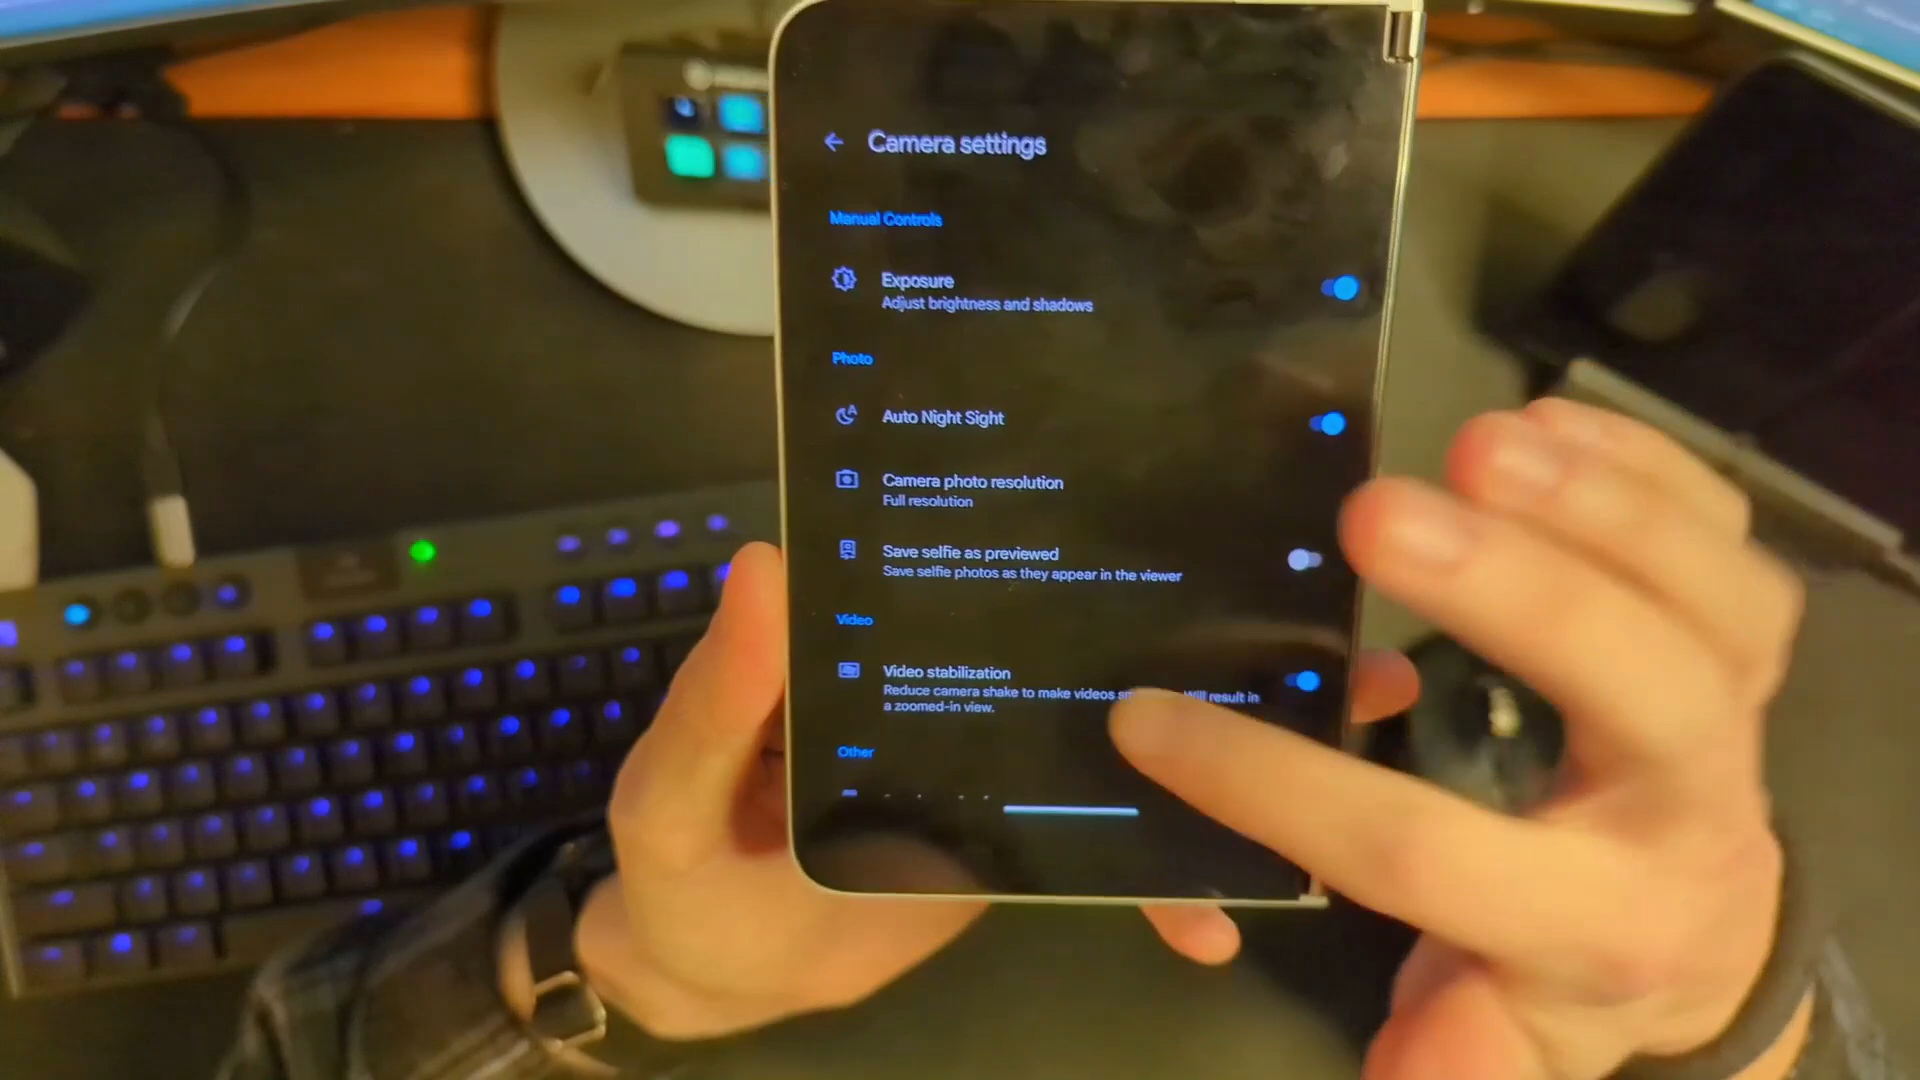 Camera settings
Manual Controls
Exposure
Adjust brightness and shadows
Photo
Auto Night Sight
Camera photo resolution
Full resolution
Save selfie as previewed
Save selfie photos as they appear in the viewer
Video
Video stabilization
Reduce camera shake to make videos Will result in
a zoomed-in view.
Other